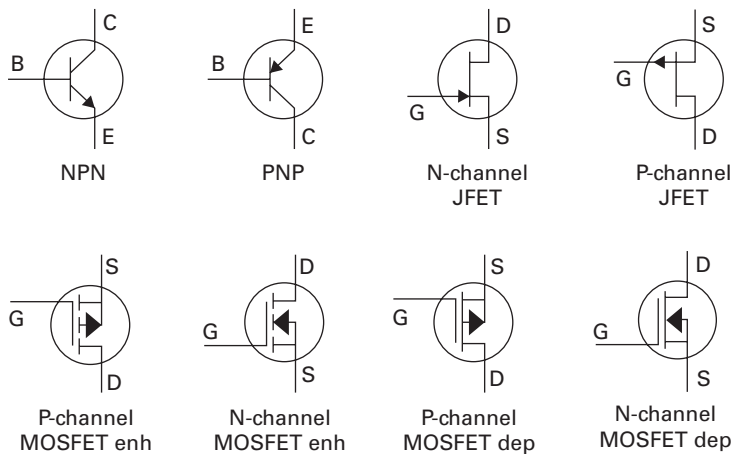 C
B
E
NPN
E
B
C
PNP
D
G
S
N-channel
JFET
S
G
D
P-channel
JFET
S
G
D
P-channel
MOSFET enh
D
G
S
N-channel
MOSFET enh
S
G
D
P-channel
MOSFET dep
D
G
S
N-channel
MOSFET dep